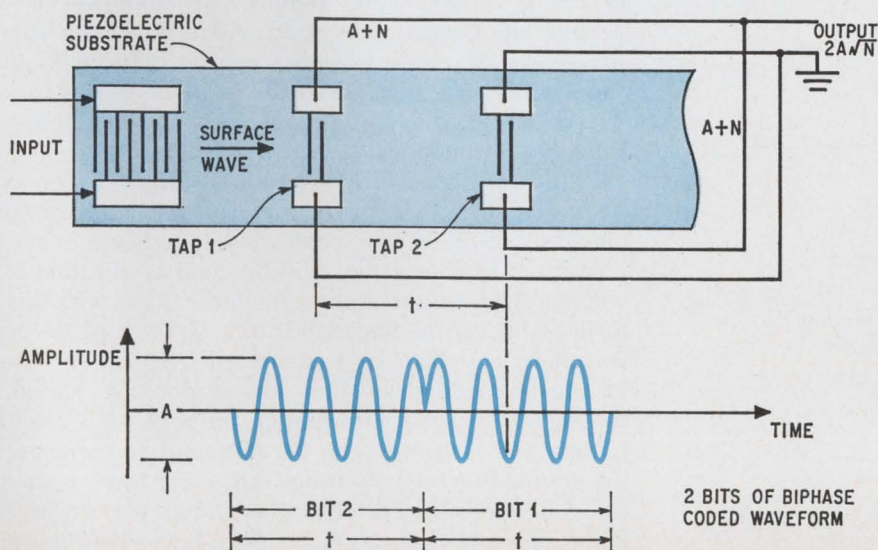 PIEZOELECTRIC
SUBSTRATE
A+N
OUTPUT
2A√N
INPUT
SURFACE
WAVE
A+N
TAP 1
TAP 2
t
AMPLITUDE
A
TIME
BIT 2
BIT 1
t
t
2 BITS OF BIPHASE
CODED WAVEFORM